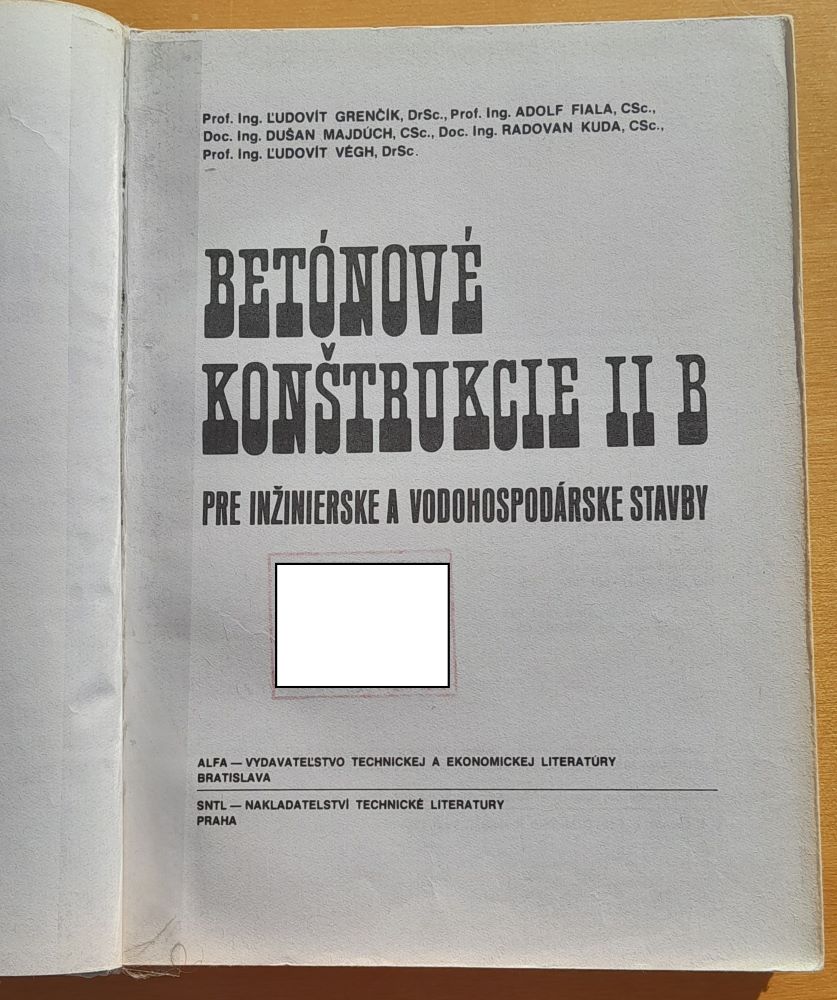 Prof. Ing. ĽUDOVÍT GRENČÍK, DrSc., Prof. Ing. ADOLF FIALA, CSc.,
Doc. Ing. DUŠAN MAJDÚCH, CSc., Doc. Ing. RADOVAN KUDA, CSc.,
Prof. Ing. ĽUDOVÍT VÉGH, DrSc.
BETÓNOVÉ
KONŠTRUKCIE II B
PRE INŽINIERSKE A VODOHOSPODÁRSKE STAVBY
ALFA — VYDAVATEĽSTVO TECHNICKEJ A EKONOMICKEJ LITERATÚRY
BRATISLAVA
SNTL — NAKLADATELSTVÍ TECHNICKÉ LITERATURY
PRAHA